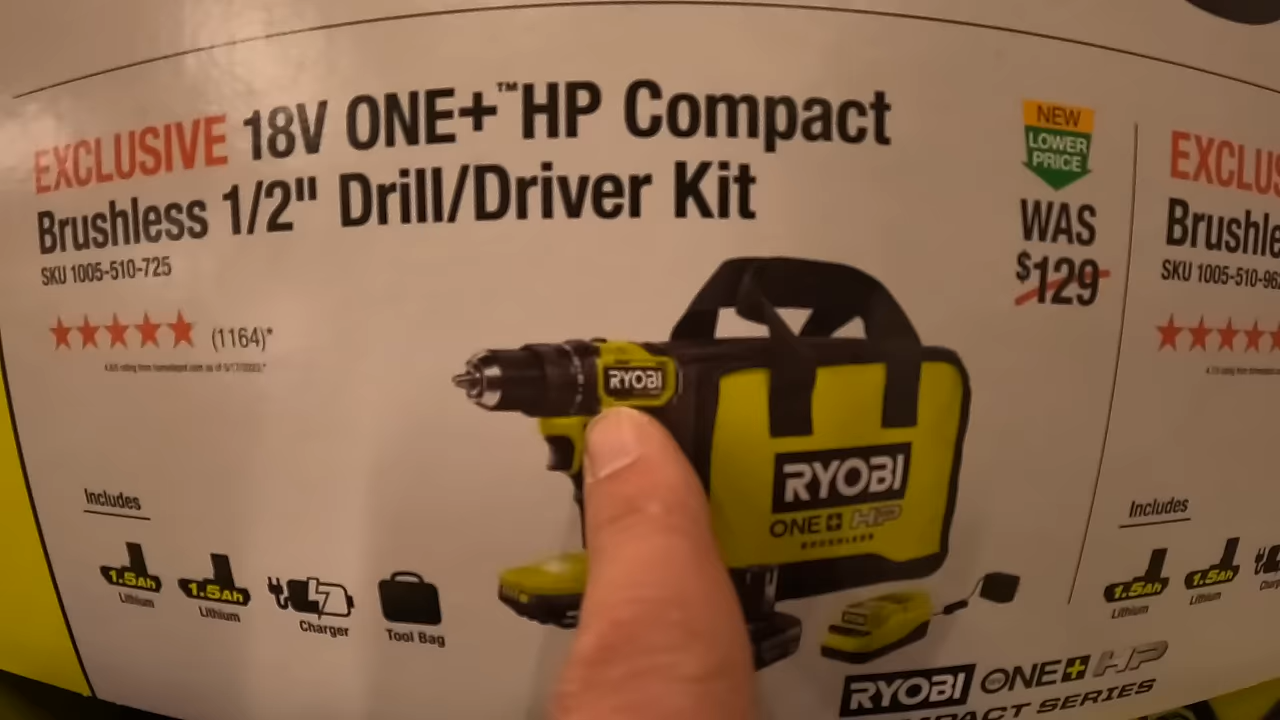 EXCLUSIVE 18V ONE+™ HP Compact
Brushless 1/2" Drill/Driver Kit
SKU 1005-510-725
(1164)*
NEW
LOWER
PRICE
WAS
$129
RYOBI
RYOBI
ONE+ HP
BRUSHLESS
Includes
1.5Ah
Lithium
1.5Ah
Lithium
Charger
Tool Bag
RYOBI ONE+ HP
COMPACT SERIES
EXCLUS
Brushle
SKU 1005-510-96
Includes
1.5Ah
Lithium
1.5Ah
Lithium